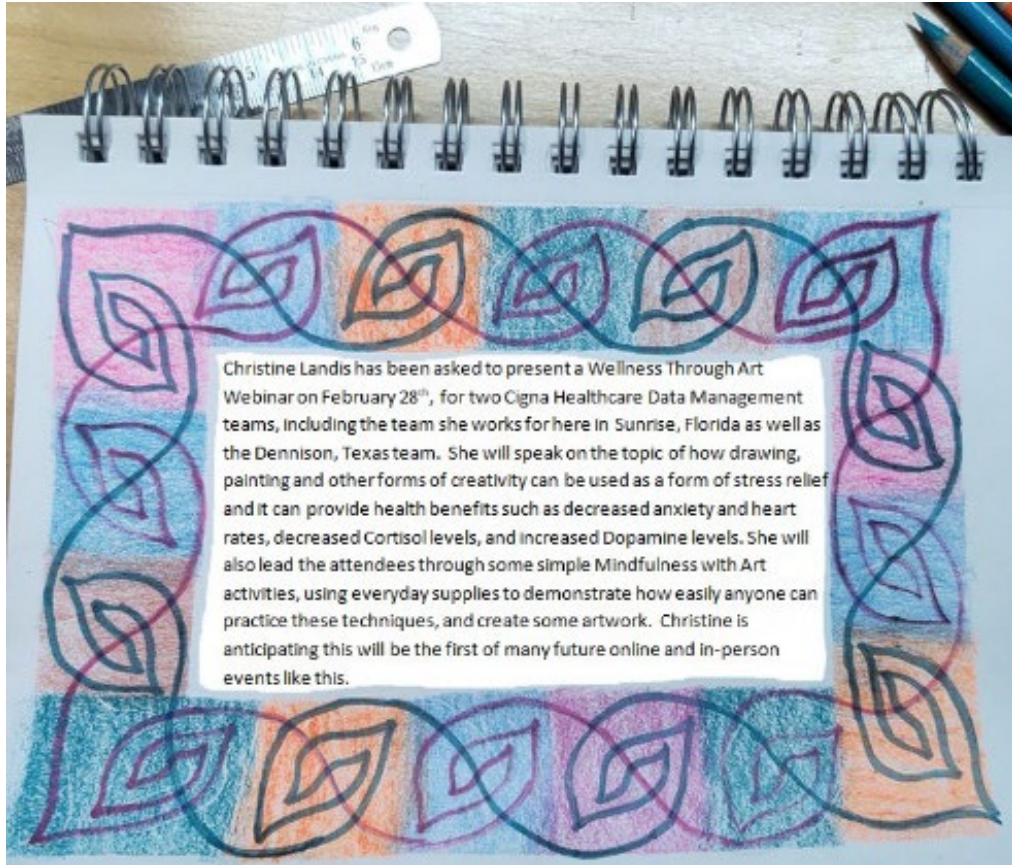 6
5
14
15
Christine Landis has been asked to present a Wellness Through Art
Webinar on February 28th, for two Cigna Healthcare Data Management
teams, including the team she works for here in Sunrise, Florida as well as
the Dennison, Texas team. She will speak on the topic of how drawing,
painting and other forms of creativity can be used as a form of stress relief
and it can provide health benefits such as decreased anxiety and heart
rates, decreased Cortisol levels, and increased Dopamine levels. She will
also lead the attendees through some simple Mindfulness with Art
activities, using everyday supplies to demonstrate how easily anyone can
practice these techniques, and create some artwork. Christine is
anticipating this will be the first of many future online and in-person
events like this.